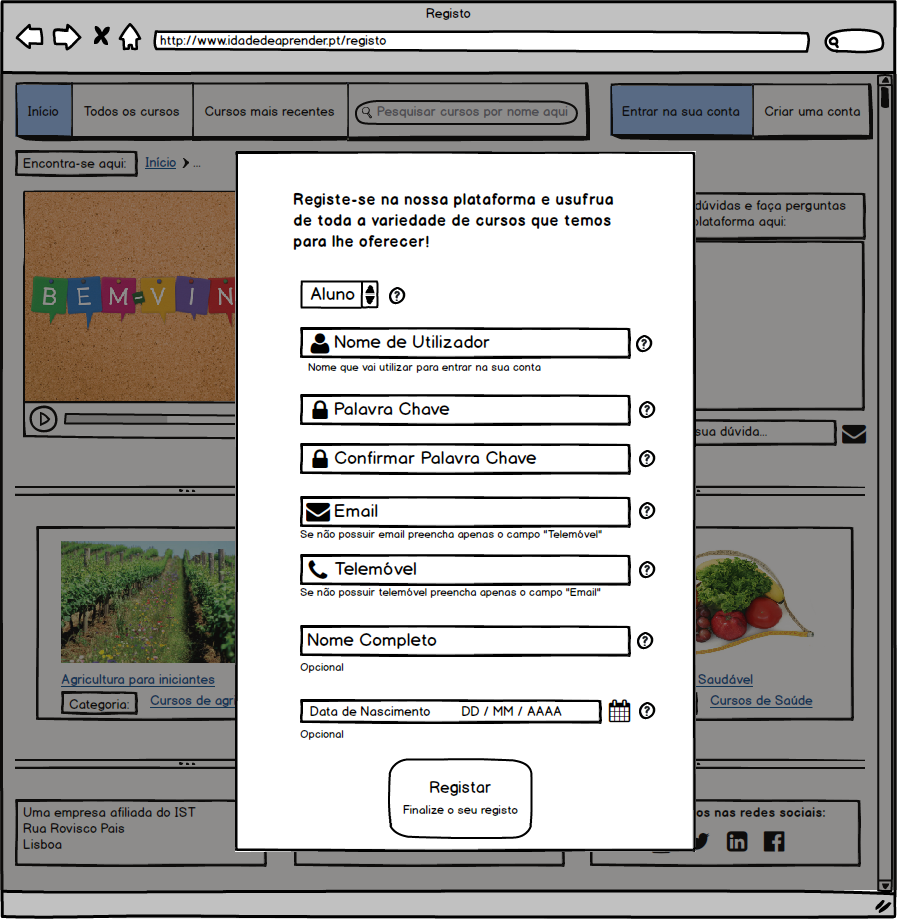 Registo
http://www.idadedeaprender.pt/registo
Início
Todos os cursos
Cursos mais recentes
Pesquisar cursos por nome aqui
Entrar na sua conta
Criar uma conta
Encontra-se aqui:
Início
...
BEM-VIN
dúvidas e faça perguntas
plataforma aqui:
sua dúvida...
Registe-se na nossa plataforma e usufrua
de toda a variedade de cursos que temos
para lhe oferecer!
Aluno
Nome de Utilizador
Nome que vai utilizar para entrar na sua conta
Palavra Chave
Confirmar Palavra Chave
Email
Se não possuir email preencha apenas o campo "Telemóvel"
Telemóvel
Se não possuir telemóvel preencha apenas o campo "Email"
Nome Completo
Opcional
Data de Nascimento DD / MM / AAAA
Opcional
Registar
Finalize o seu registo
Agricultura para iniciantes
Categoria:
Cursos de agri
Saudável
Cursos de Saúde
Uma empresa afiliada do IST
Rua Rovisco Pais
Lisboa
os nas redes sociais: